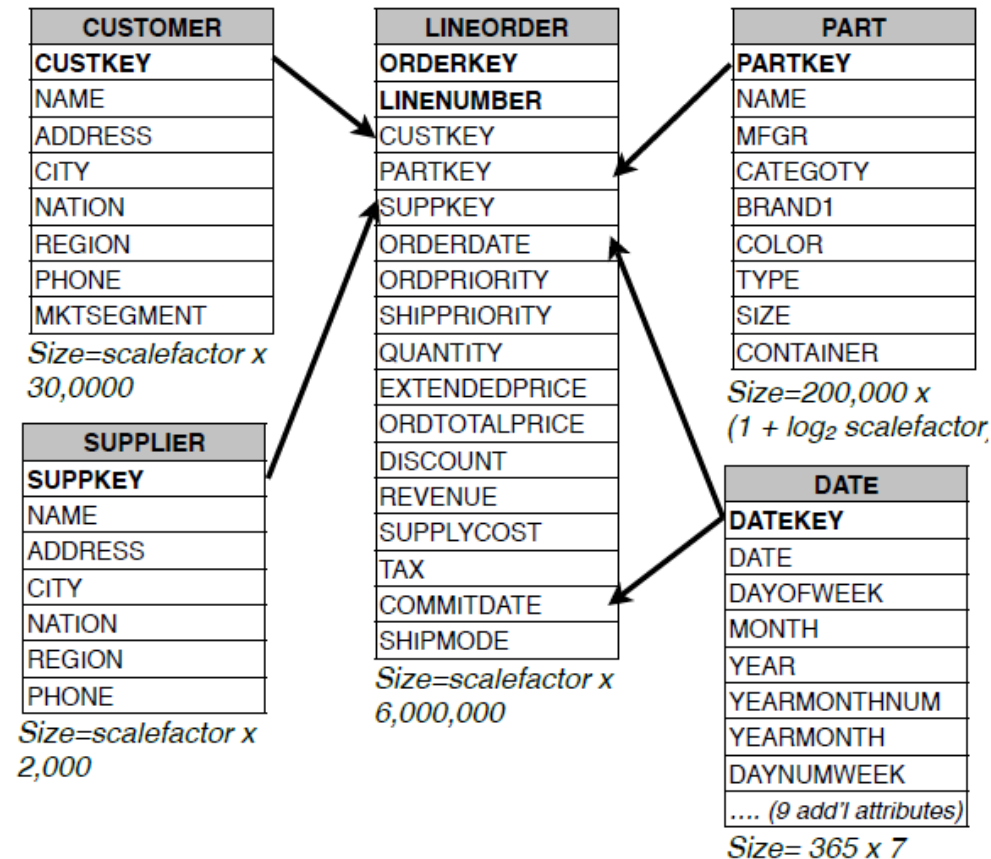 CUSTOMER
CUSTKEY
NAME
ADDRESS
CITY
NATION
REGION
PHONE
MKTSEGMENT
Size=scalefactor x
30,0000
SUPPLIER
SUPPKEY
NAME
ADDRESS
CITY
NATION
REGION
PHONE
Size=scalefactor x
2,000
LINEORDER
ORDERKEY
LINENUMBER
CUSTKEY
PARTKEY
SUPPKEY
ORDERDATE
ORDPRIORITY
SHIPPRIORITY
QUANTITY
EXTENDEDPRICE
ORDTOTALPRICE
DISCOUNT
REVENUE
SUPPLYCOST
TAX
COMMITDATE
SHIPMODE
Size=scalefactor x
6,000,000
PART
PARTKEY
NAME
MFGR
CATEGOTY
BRAND1
COLOR
TYPE
SIZE
CONTAINER
Size=200,000 x
(1 + log₂ scalefactor)
DATE
DATEKEY
DATE
DAYOFWEEK
MONTH
YEAR
YEARMONTHNUM
YEARMONTH
DAYNUMWEEK
.... (9 add'l attributes)
Size= 365 x 7